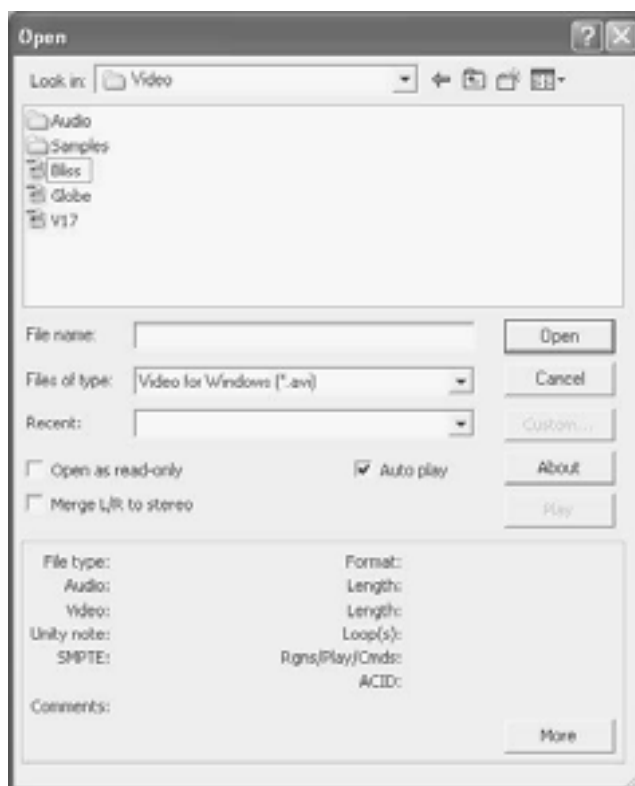 Open
Look in: Video
Audio
Samples
Bliss
Globe
V17
File name: Open
Files of type: Video for Windows (*.avi) Cancel
Recent: Custom...
Open as read-only Auto play About
Merge L/R to stereo Play
File type: Format:
Audio: Length:
Video: Length:
Unity note: Loop(s):
SMPTE: Rgns/Play/Cmds:
ACID:
Comments:
More